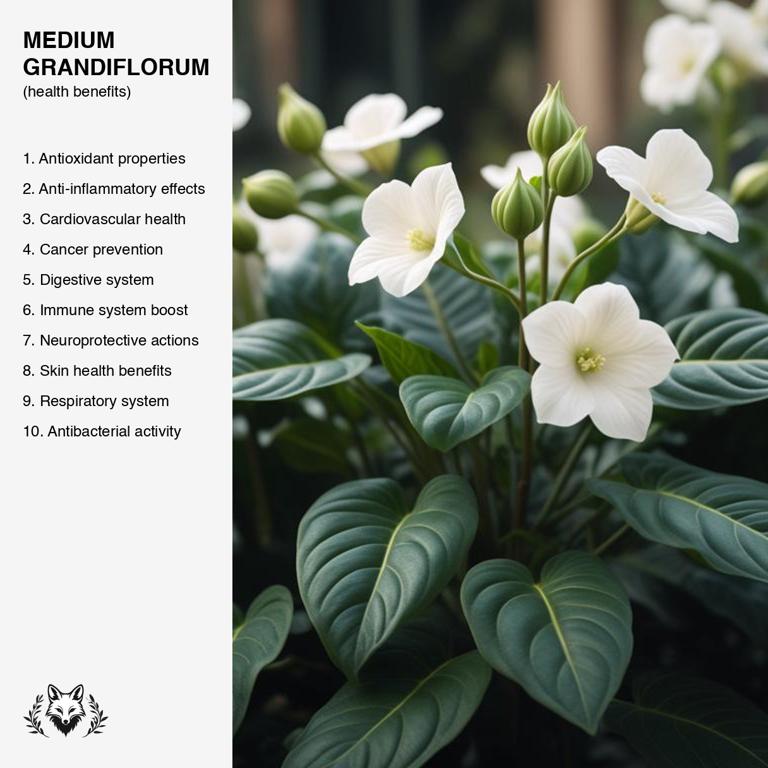 MEDIUM
GRANDIFLORUM
(health benefits)
1. Antioxidant properties
2. Anti-inflammatory effects
3. Cardiovascular health
4. Cancer prevention
5. Digestive system
6. Immune system boost
7. Neuroprotective actions
8. Skin health benefits
9. Respiratory system
10. Antibacterial activity